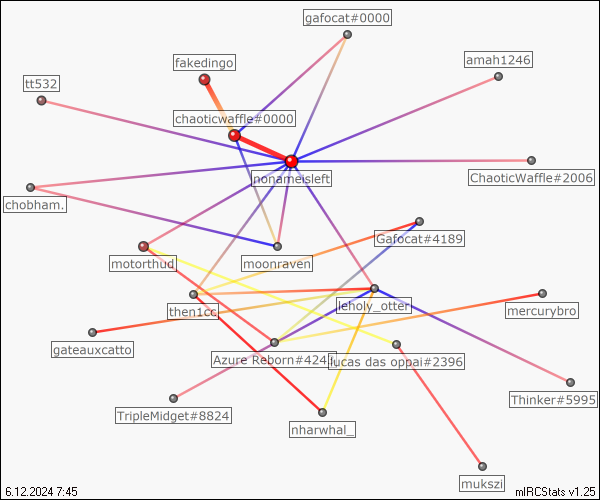 gafocat#0000
amah1246
fakedingo
tt532
chaoticwaffle#0000
nonameisleft
ChaoticWaffle#2006
chobham.
Gafocat#4189
motorthud
moonraven
then1cc
leholy_otter
mercurybro
gateauxcatto
Azure Reborn#424
lucas das oppai#2396
Thinker#5995
TripleMidget#8824
nharwhal_
mukszi
6.12.2024 7:45
mIRCStats v1.25